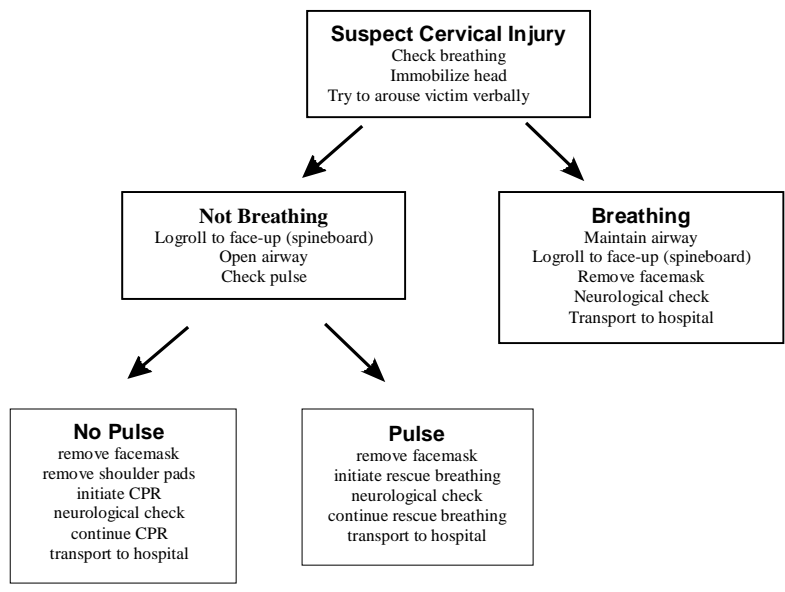 Suspect Cervical Injury
Check breathing
Immobilize head
Try to arouse victim verbally
Not Breathing
Logroll to face-up (spineboard)
Open airway
Check pulse
Breathing
Maintain airway
Logroll to face-up (spineboard)
Remove facemask
Neurological check
Transport to hospital
No Pulse
remove facemask
remove shoulder pads
initiate CPR
neurological check
continue CPR
transport to hospital
Pulse
remove facemask
initiate rescue breathing
neurological check
continue rescue breathing
transport to hospital